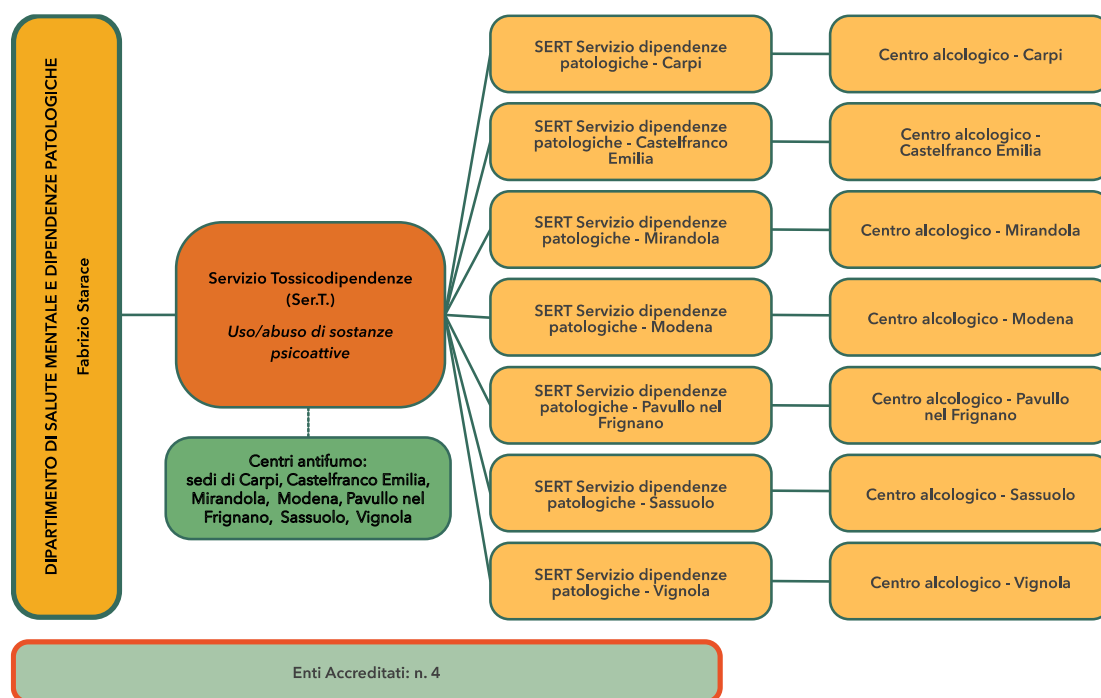 DIPARTIMENTO DI SALUTE MENTALE E DIPENDENZE PATOLOGICHE
Fabrizio Starace
Servizio Tossicodipendenze
(Ser.T.)
Uso/abuso di sostanze
psicoattive
Centri antifumo:
sedi di Carpi, Castelfranco Emilia,
Mirandola, Modena, Pavullo nel
Frignano, Sassuolo, Vignola
SERT Servizio dipendenze
patologiche - Carpi
Centro alcologico - Carpi
SERT Servizio dipendenze
patologiche - Castelfranco
Emilia
Centro alcologico -
Castelfranco Emilia
SERT Servizio dipendenze
patologiche - Mirandola
Centro alcologico - Mirandola
SERT Servizio dipendenze
patologiche - Modena
Centro alcologico - Modena
SERT Servizio dipendenze
patologiche - Pavullo nel
Frignano
Centro alcologico - Pavullo
nel Frignano
SERT Servizio dipendenze
patologiche - Sassuolo
Centro alcologico - Sassuolo
SERT Servizio dipendenze
patologiche - Vignola
Centro alcologico - Vignola
Enti Accreditati: n. 4